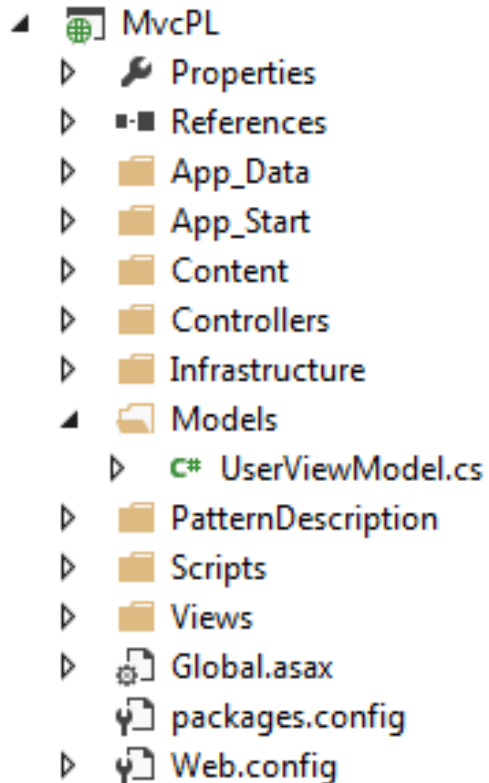 MvcPL
Properties
References
App_Data
App_Start
Content
Controllers
Infrastructure
Models
C# UserViewModel.cs
PatternDescription
Scripts
Views
Global.asax
packages.config
Web.config